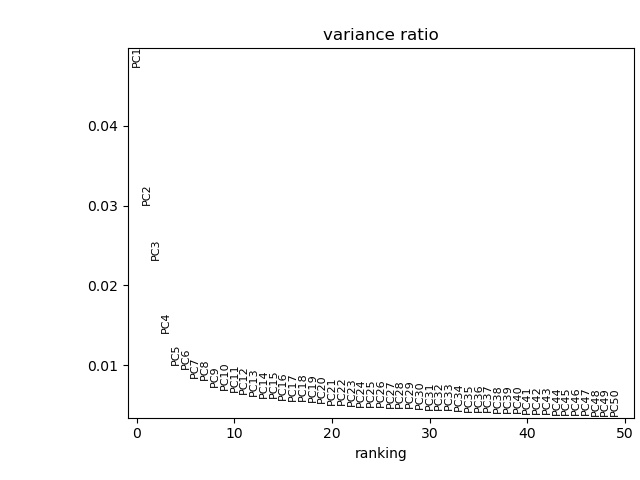 variance ratio
0.04
0.03
0.02
0.01
PC1
PC2
PC3
PC4
PC5
PC6
PC7
PC8
PC9
PC10
PC11
PC12
PC13
PC14
PC15
PC16
PC17
PC18
PC19
PC20
PC21
PC22
PC23
PC24
PC25
PC26
PC27
PC28
PC29
PC30
PC31
PC32
PC33
PC34
PC35
PC36
PC37
PC38
PC39
PC40
PC41
PC42
PC43
PC44
PC45
PC46
PC47
PC48
PC49
PC50
0 10 20 30 40 50
ranking